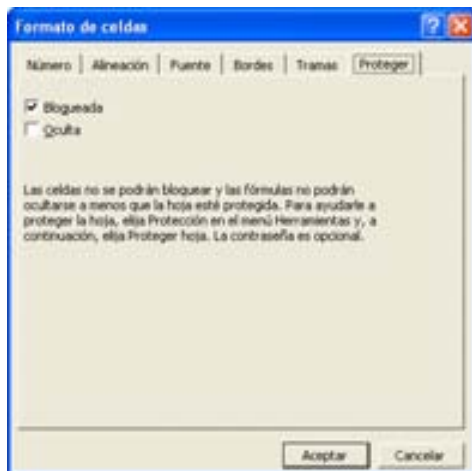 Formato de celdas
Número Alineación Fuente Bordes Tramas Proteger
Bloqueada
Oculta
Las celdas no se podrán bloquear y las fórmulas no podrán
ocultarse a menos que la hoja esté protegida. Para ayudarle a
proteger la hoja, elija Protección en el menú Herramientas y, a
continuación, elija Proteger hoja. La contraseña es opcional.
Aceptar Cancelar